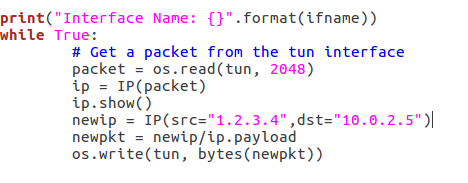 print("Interface Name: {}".format(ifname))
while True:
        # Get a packet from the tun interface
        packet = os.read(tun, 2048)
        ip = IP(packet)
        ip.show()
        newip = IP(src="1.2.3.4",dst="10.0.2.5")
        newpkt = newip/ip.payload
        os.write(tun, bytes(newpkt))